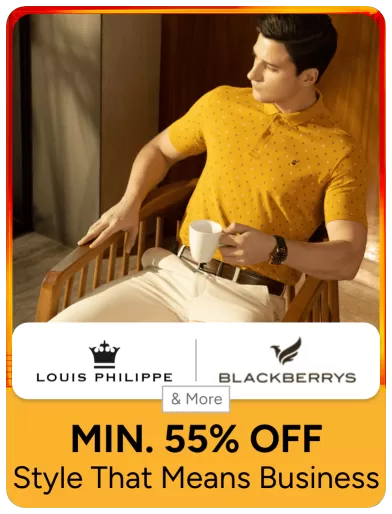 LOUIS PHILIPPE
BLACKBERRYS
& More
MIN. 55% OFF
Style That Means Business